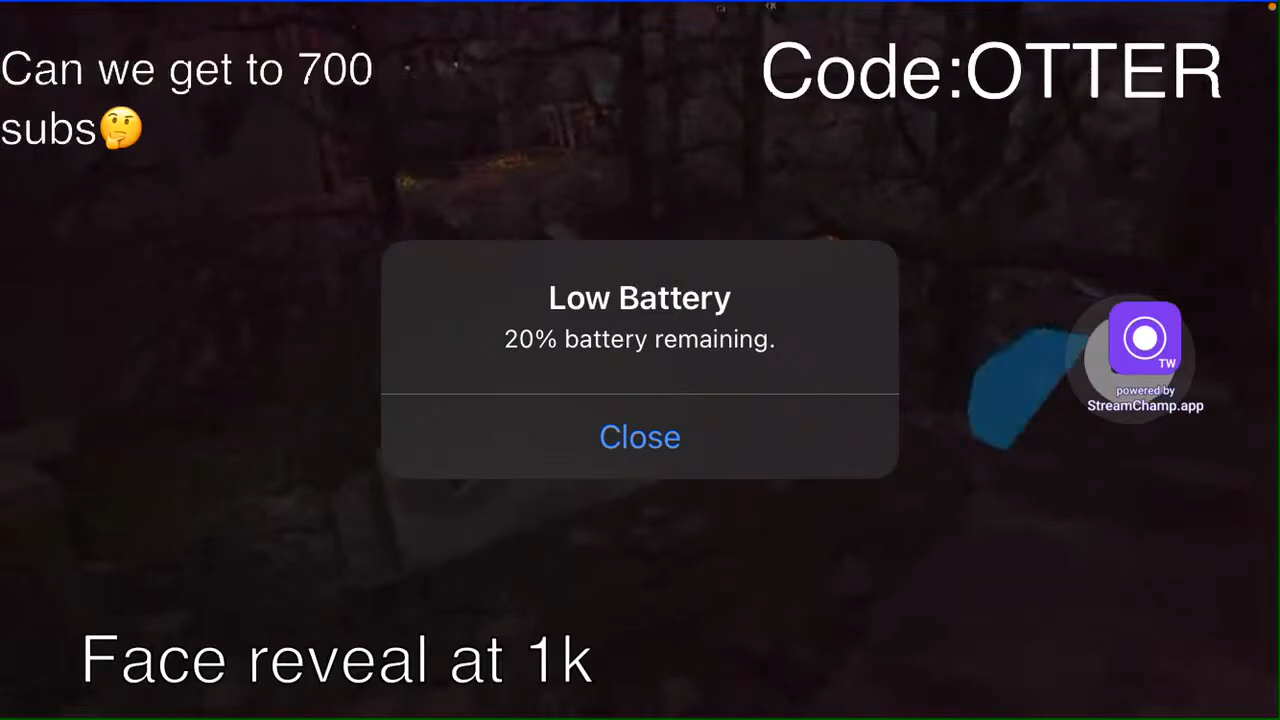 Can we get to 700
subs🤔
Code:OTTER
Low Battery
20% battery remaining.
Close
TW
powered by
StreamChamp.app
Face reveal at 1k